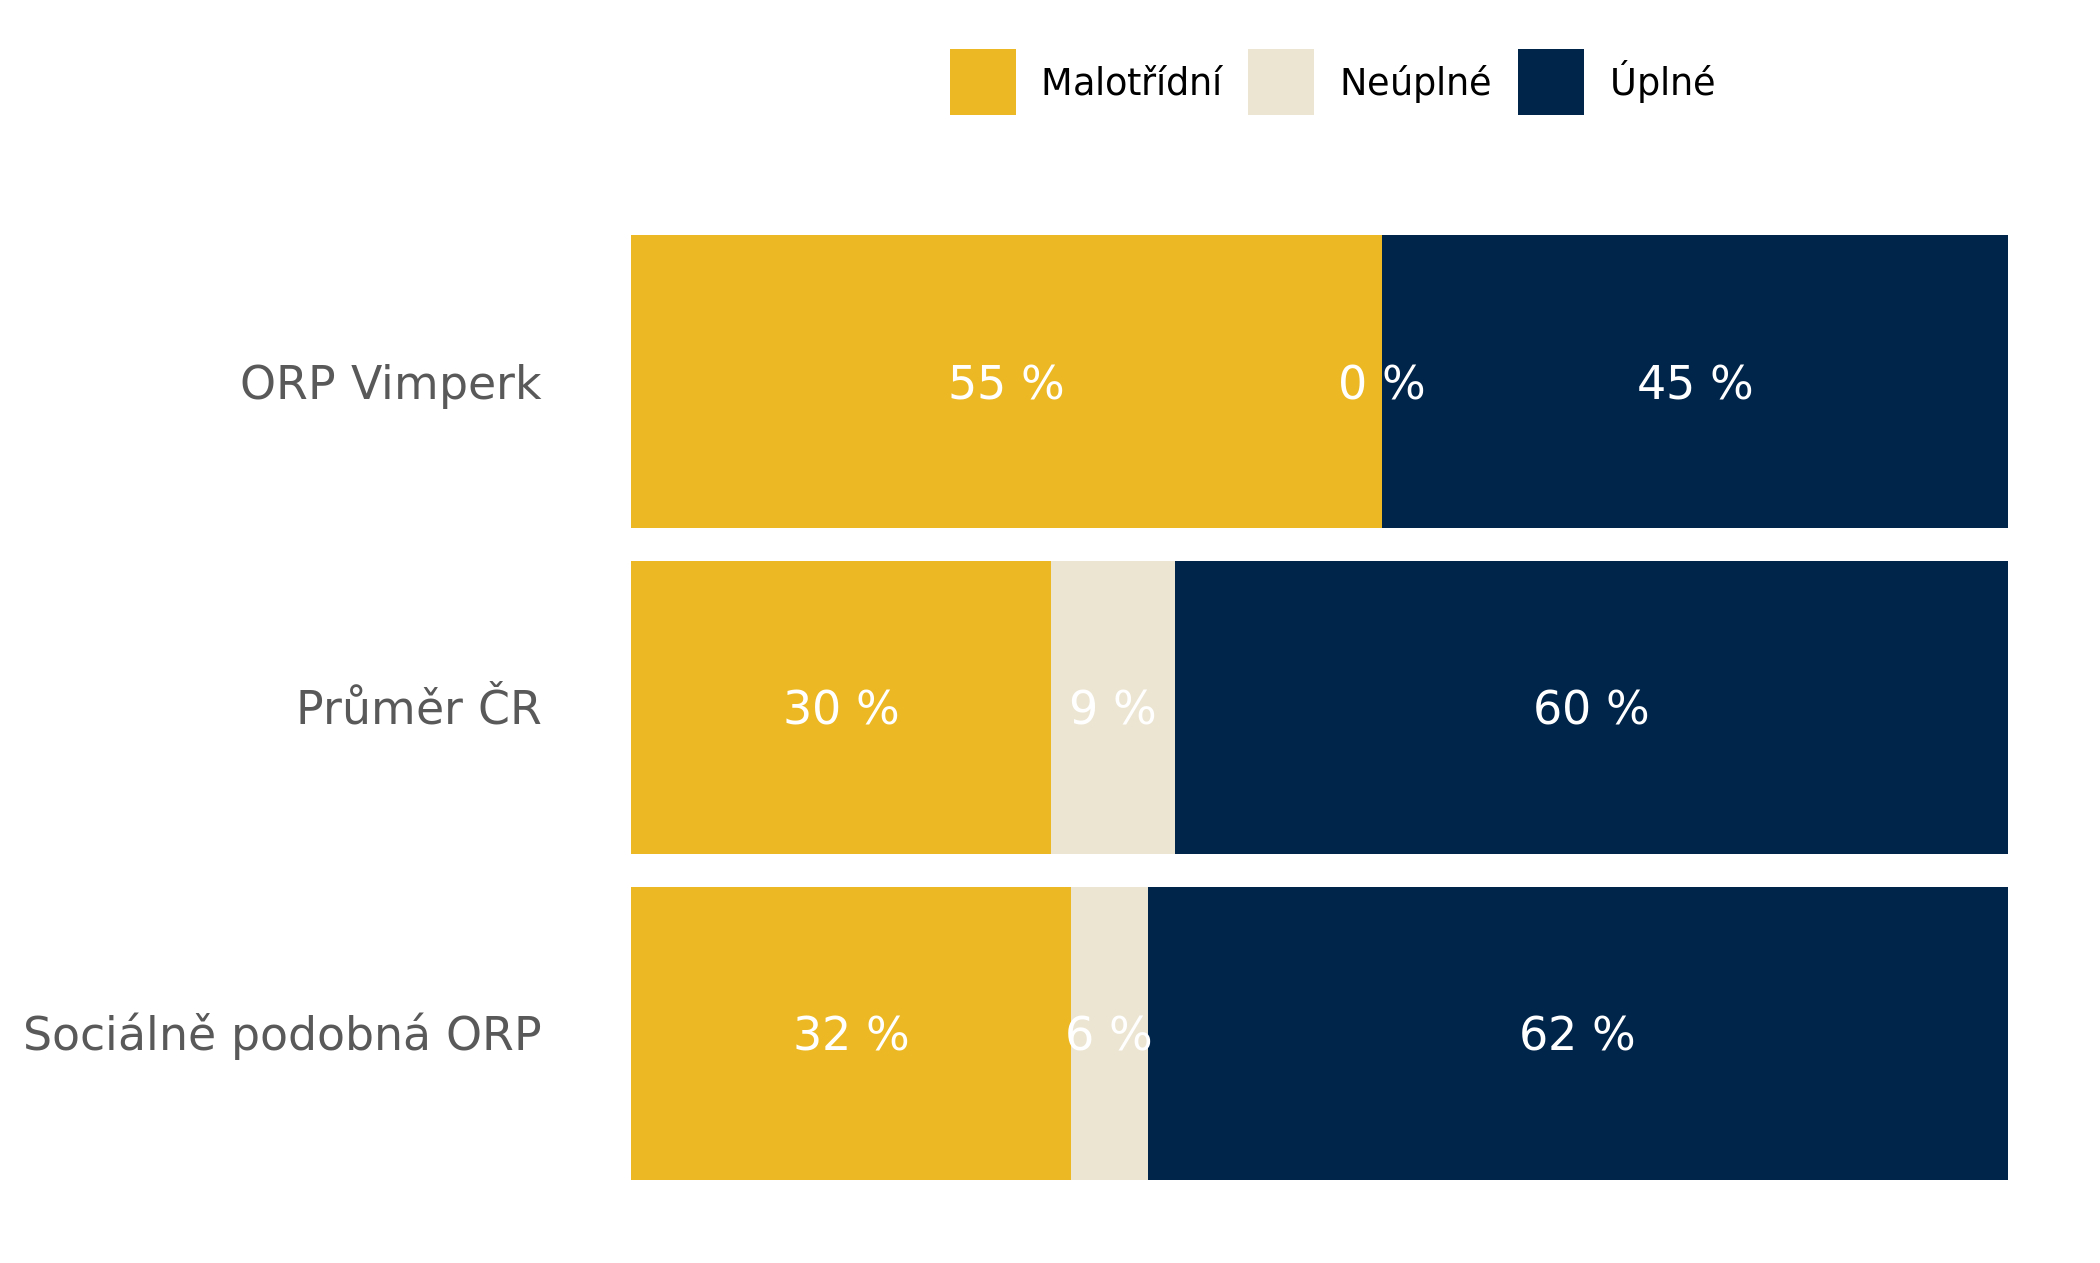 Malotřídní Neúplné Úplné
ORP Vimperk 55 % 0 % 45 %
Průměr ČR 30 % 9 % 60 %
Sociálně podobná ORP 32 % 6 % 62 %